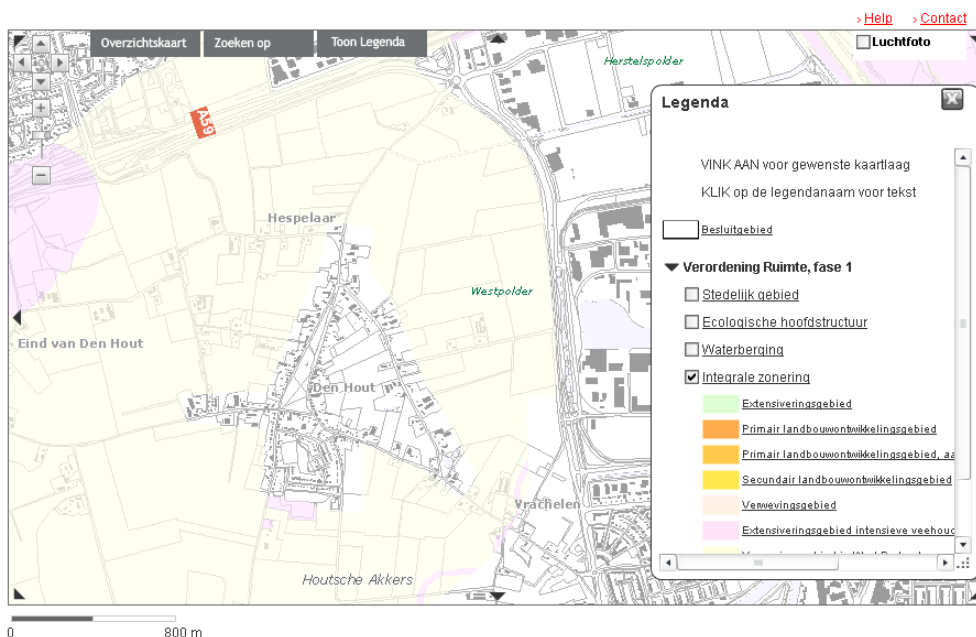 › Help › Contact
Overzichtskaart Zoeken op Toon Legenda
Luchtfoto
Herstelspolder
A59
Hespelaar
Westpolder
Eind van Den Hout
Den Hout
Vrachelen
Houtsche Akkers
Legenda
VINK AAN voor gewenste kaartlaag
KLIK op de legendanaam voor tekst
Besluitgebied
Verordening Ruimte, fase 1
Stedelijk gebied
Ecologische hoofdstructuur
Waterberging
Integrale zonering
Extensiveringsgebied
Primair landbouwontwikkelingsgebied
Primair landbouwontwikkelingsgebied, aa
Secundair landbouwontwikkelingsgebied
Verwevingsgebied
Extensiveringsgebied intensieve veehoud
0 800 m